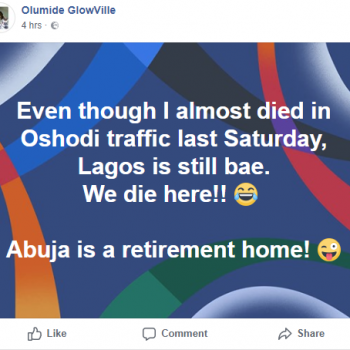 Olumide GlowVille
4 hrs ·
Even though I almost died in
Oshodi traffic last Saturday,
Lagos is still bae.
We die here!! 😂
Abuja is a retirement home! 😜
Like Comment Share